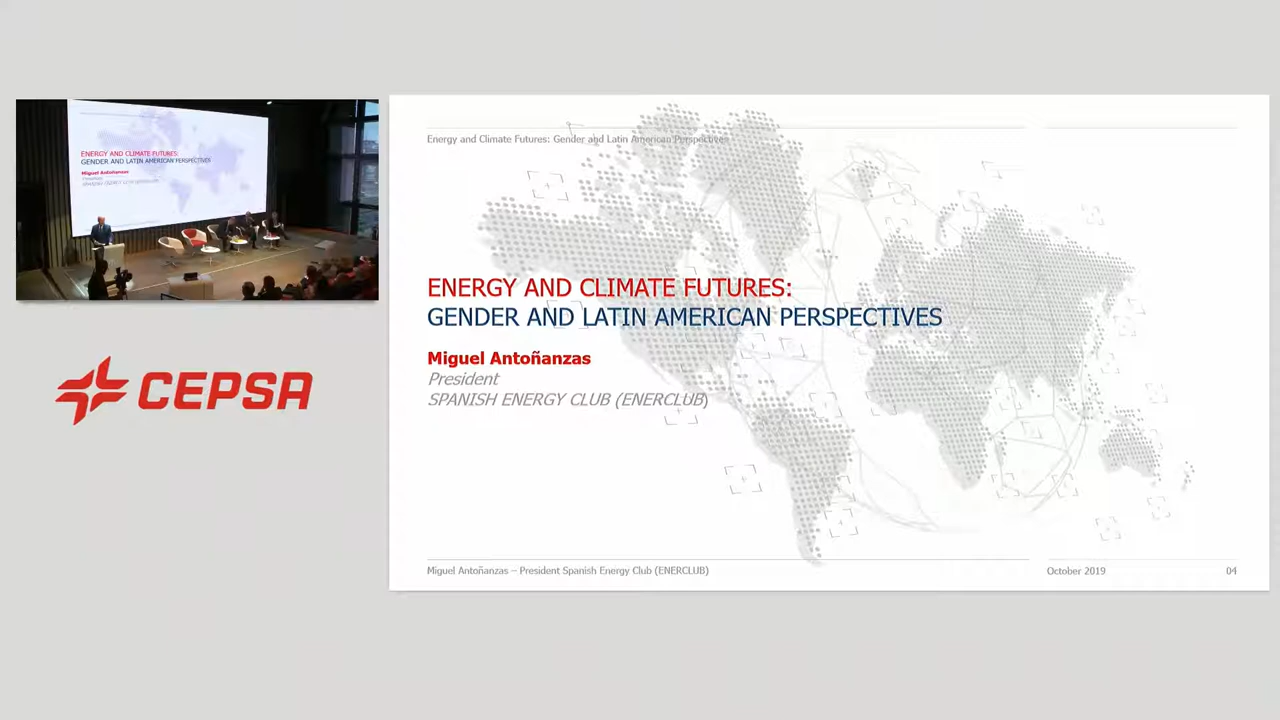 ENERGY AND CLIMATE FUTURES:
GENDER AND LATIN AMERICAN PERSPECTIVES
Miguel Antoñanzas
CEPSA
Energy and Climate Futures: Gender and Latin American Perspectives
ENERGY AND CLIMATE FUTURES:
GENDER AND LATIN AMERICAN PERSPECTIVES
Miguel Antoñanzas
President
SPANISH ENERGY CLUB (ENERCLUB)
Miguel Antoñanzas – President Spanish Energy Club (ENERCLUB)
October 2019
04